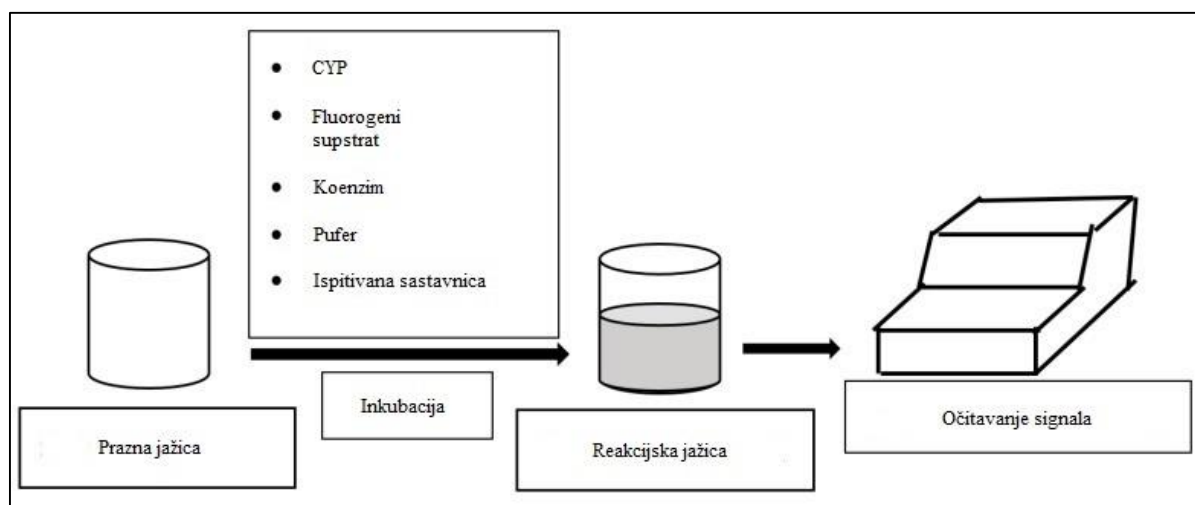 CYP
Fluorogeni
supstrat
Koenzim
Pufer
Ispitivana sastavnica
Inkubacija
Prazna jažica
Reakcijska jažica
Očitavanje signala